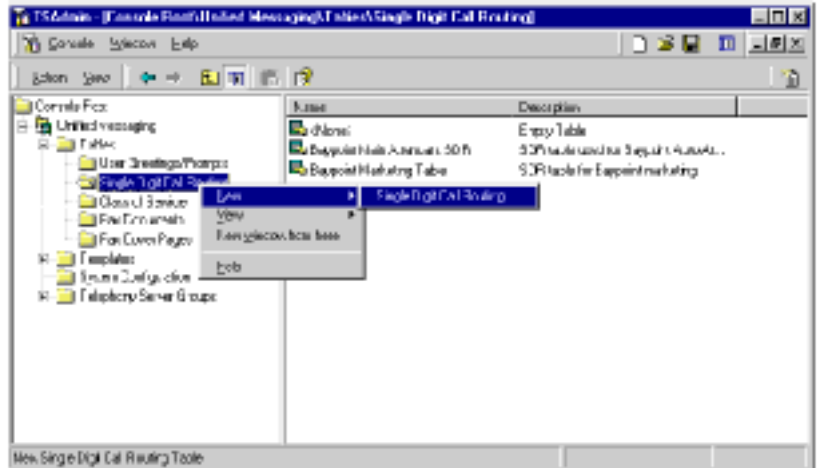 TSAdmin - [Console Root\Unified Messaging\Tables\Single Digit Call Routing]
Console Window Help
Action View
Console Root
Name
Description
Unified messaging
Tables
User Greetings/Prompts
Single Digit Call Routing
Class of Service
Fax Documents
Fax Cover Pages
Templates
System Configuration
Telephony Server Groups
(None)
Empty Table
Baypoint Main
SDR table used for Baypoint
Baypoint Marketing Table
SDR table for Baypoint marketing
New
Single Digit Call Routing
View
New window from here
Help
New Single Digit Call Routing Table